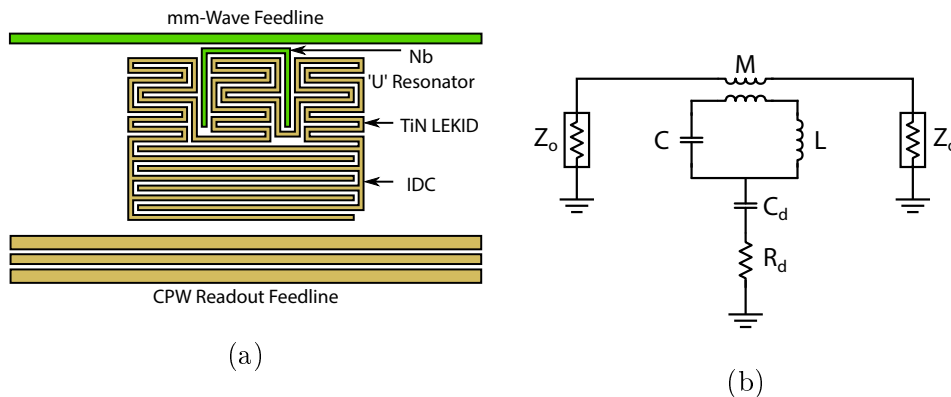 mm-Wave Feedline
Nb
'U' Resonator
TiN LEKID
IDC
CPW Readout Feedline
(a)
M
Zo
C
L
Zo
Cd
Rd
(b)